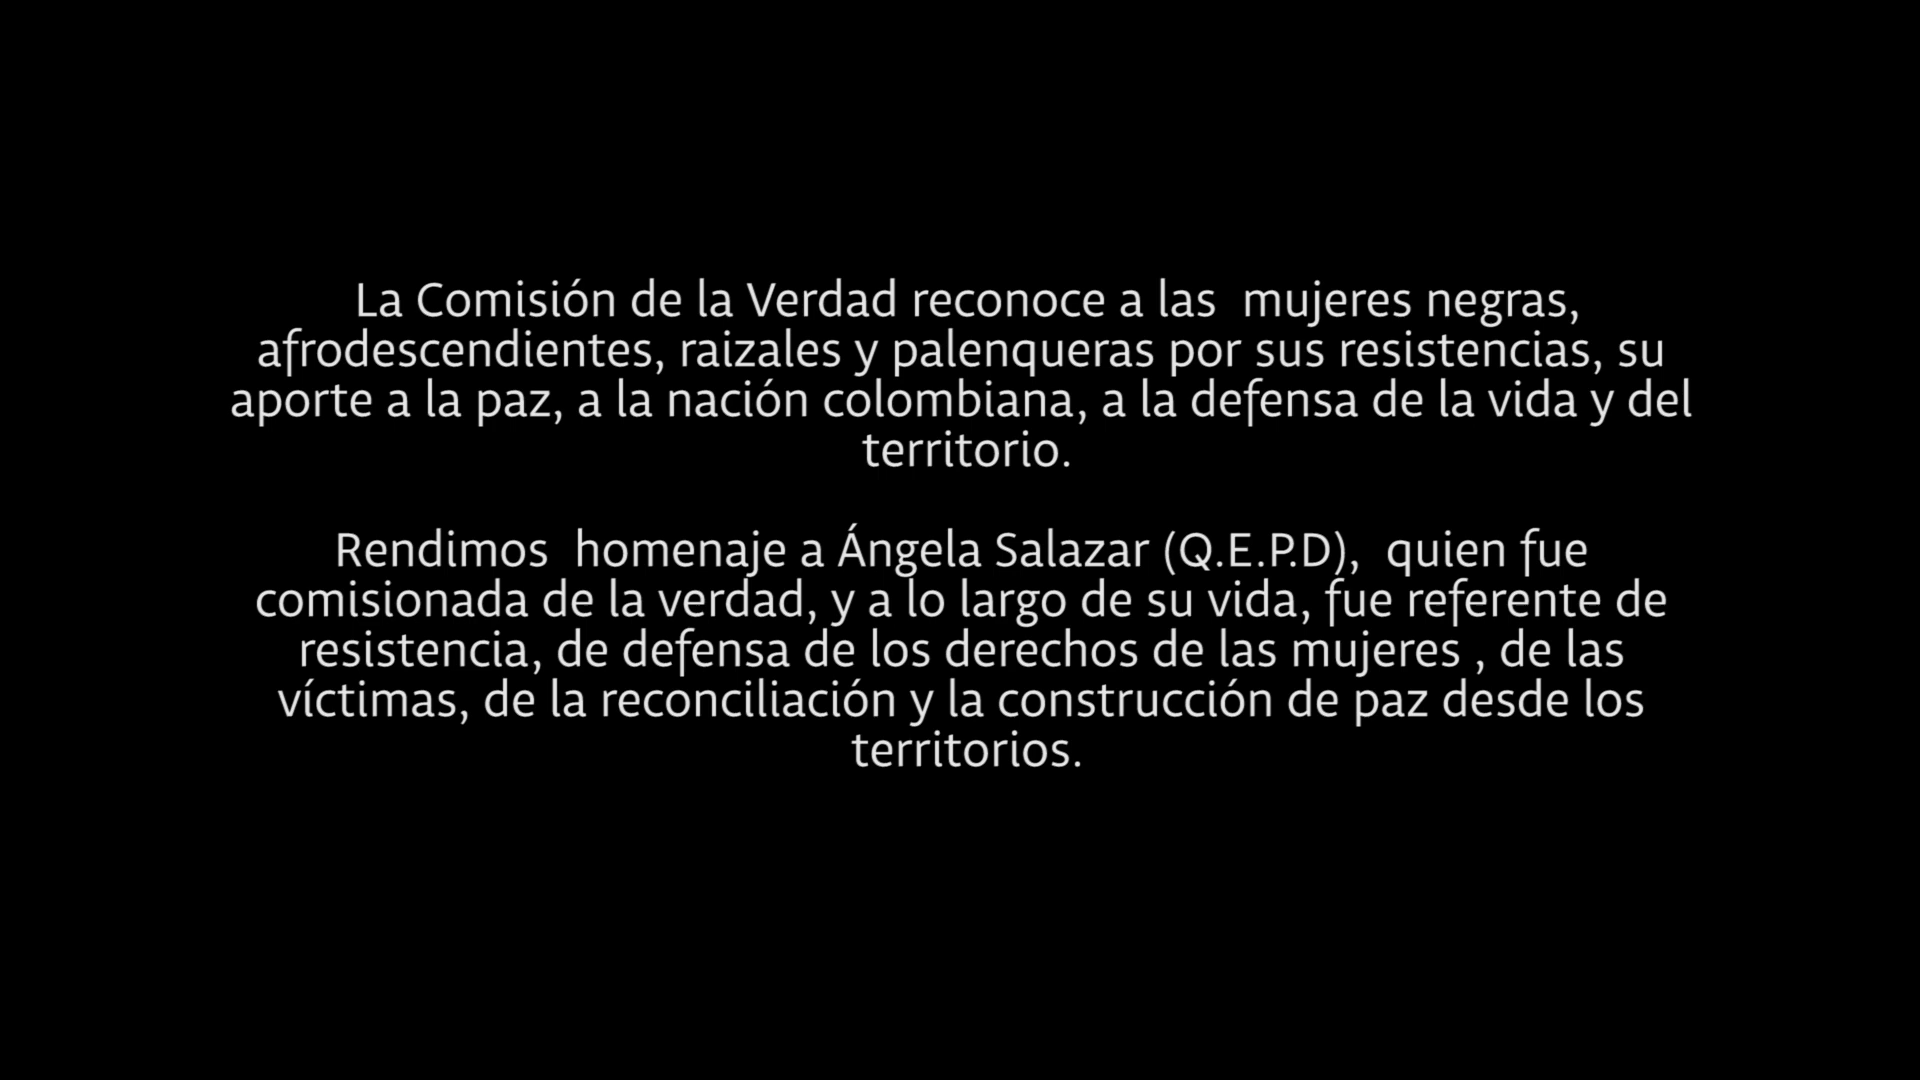 La Comisión de la Verdad reconoce a las  mujeres negras,
afrodescendientes, raizales y palenqueras por sus resistencias, su
aporte a la paz, a la nación colombiana, a la defensa de la vida y del
territorio.
Rendimos  homenaje a Ángela Salazar (Q.E.P.D),  quien fue
comisionada de la verdad, y a lo largo de su vida, fue referente de
resistencia, de defensa de los derechos de las mujeres , de las
víctimas, de la reconciliación y la construcción de paz desde los
territorios.